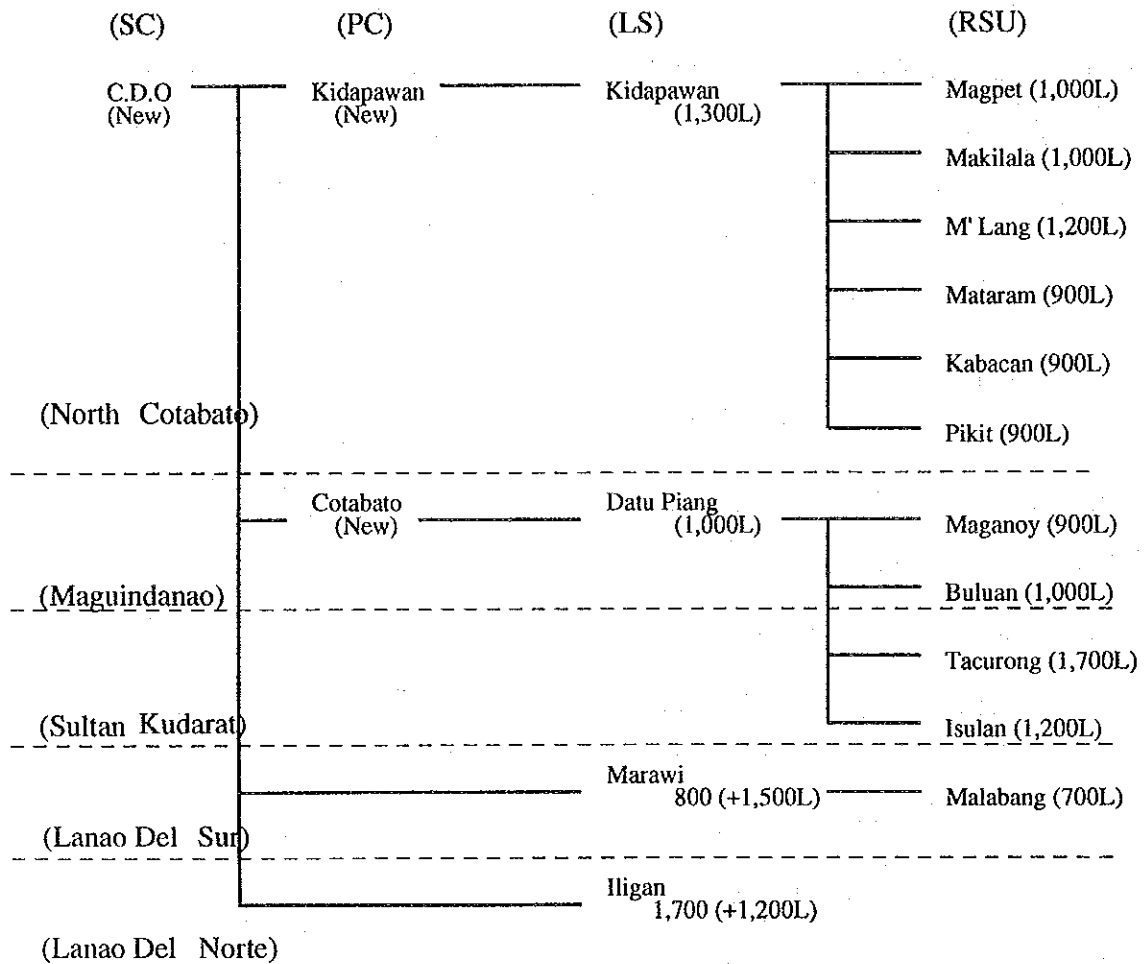 (SC) (PC) (LS) (RSU)
C.D.O Kidapawan Kidapawan Magpet (1,000L)
(New) (New) (1,300L)
Makilala (1,000L)
M' Lang (1,200L)
Mataram (900L)
Kabacan (900L)
(North Cotabato)
Pikit (900L)
Cotabato Datu Piang
(New) (1,000L) Maganoy (900L)
(Maguindanao) Buluan (1,000L)
Tacurong (1,700L)
(Sultan Kudarat) Isulan (1,200L)
Marawi
800 (+1,500L) Malabang (700L)
(Lanao Del Sur)
Iligan
1,700 (+1,200L)
(Lanao Del Norte)